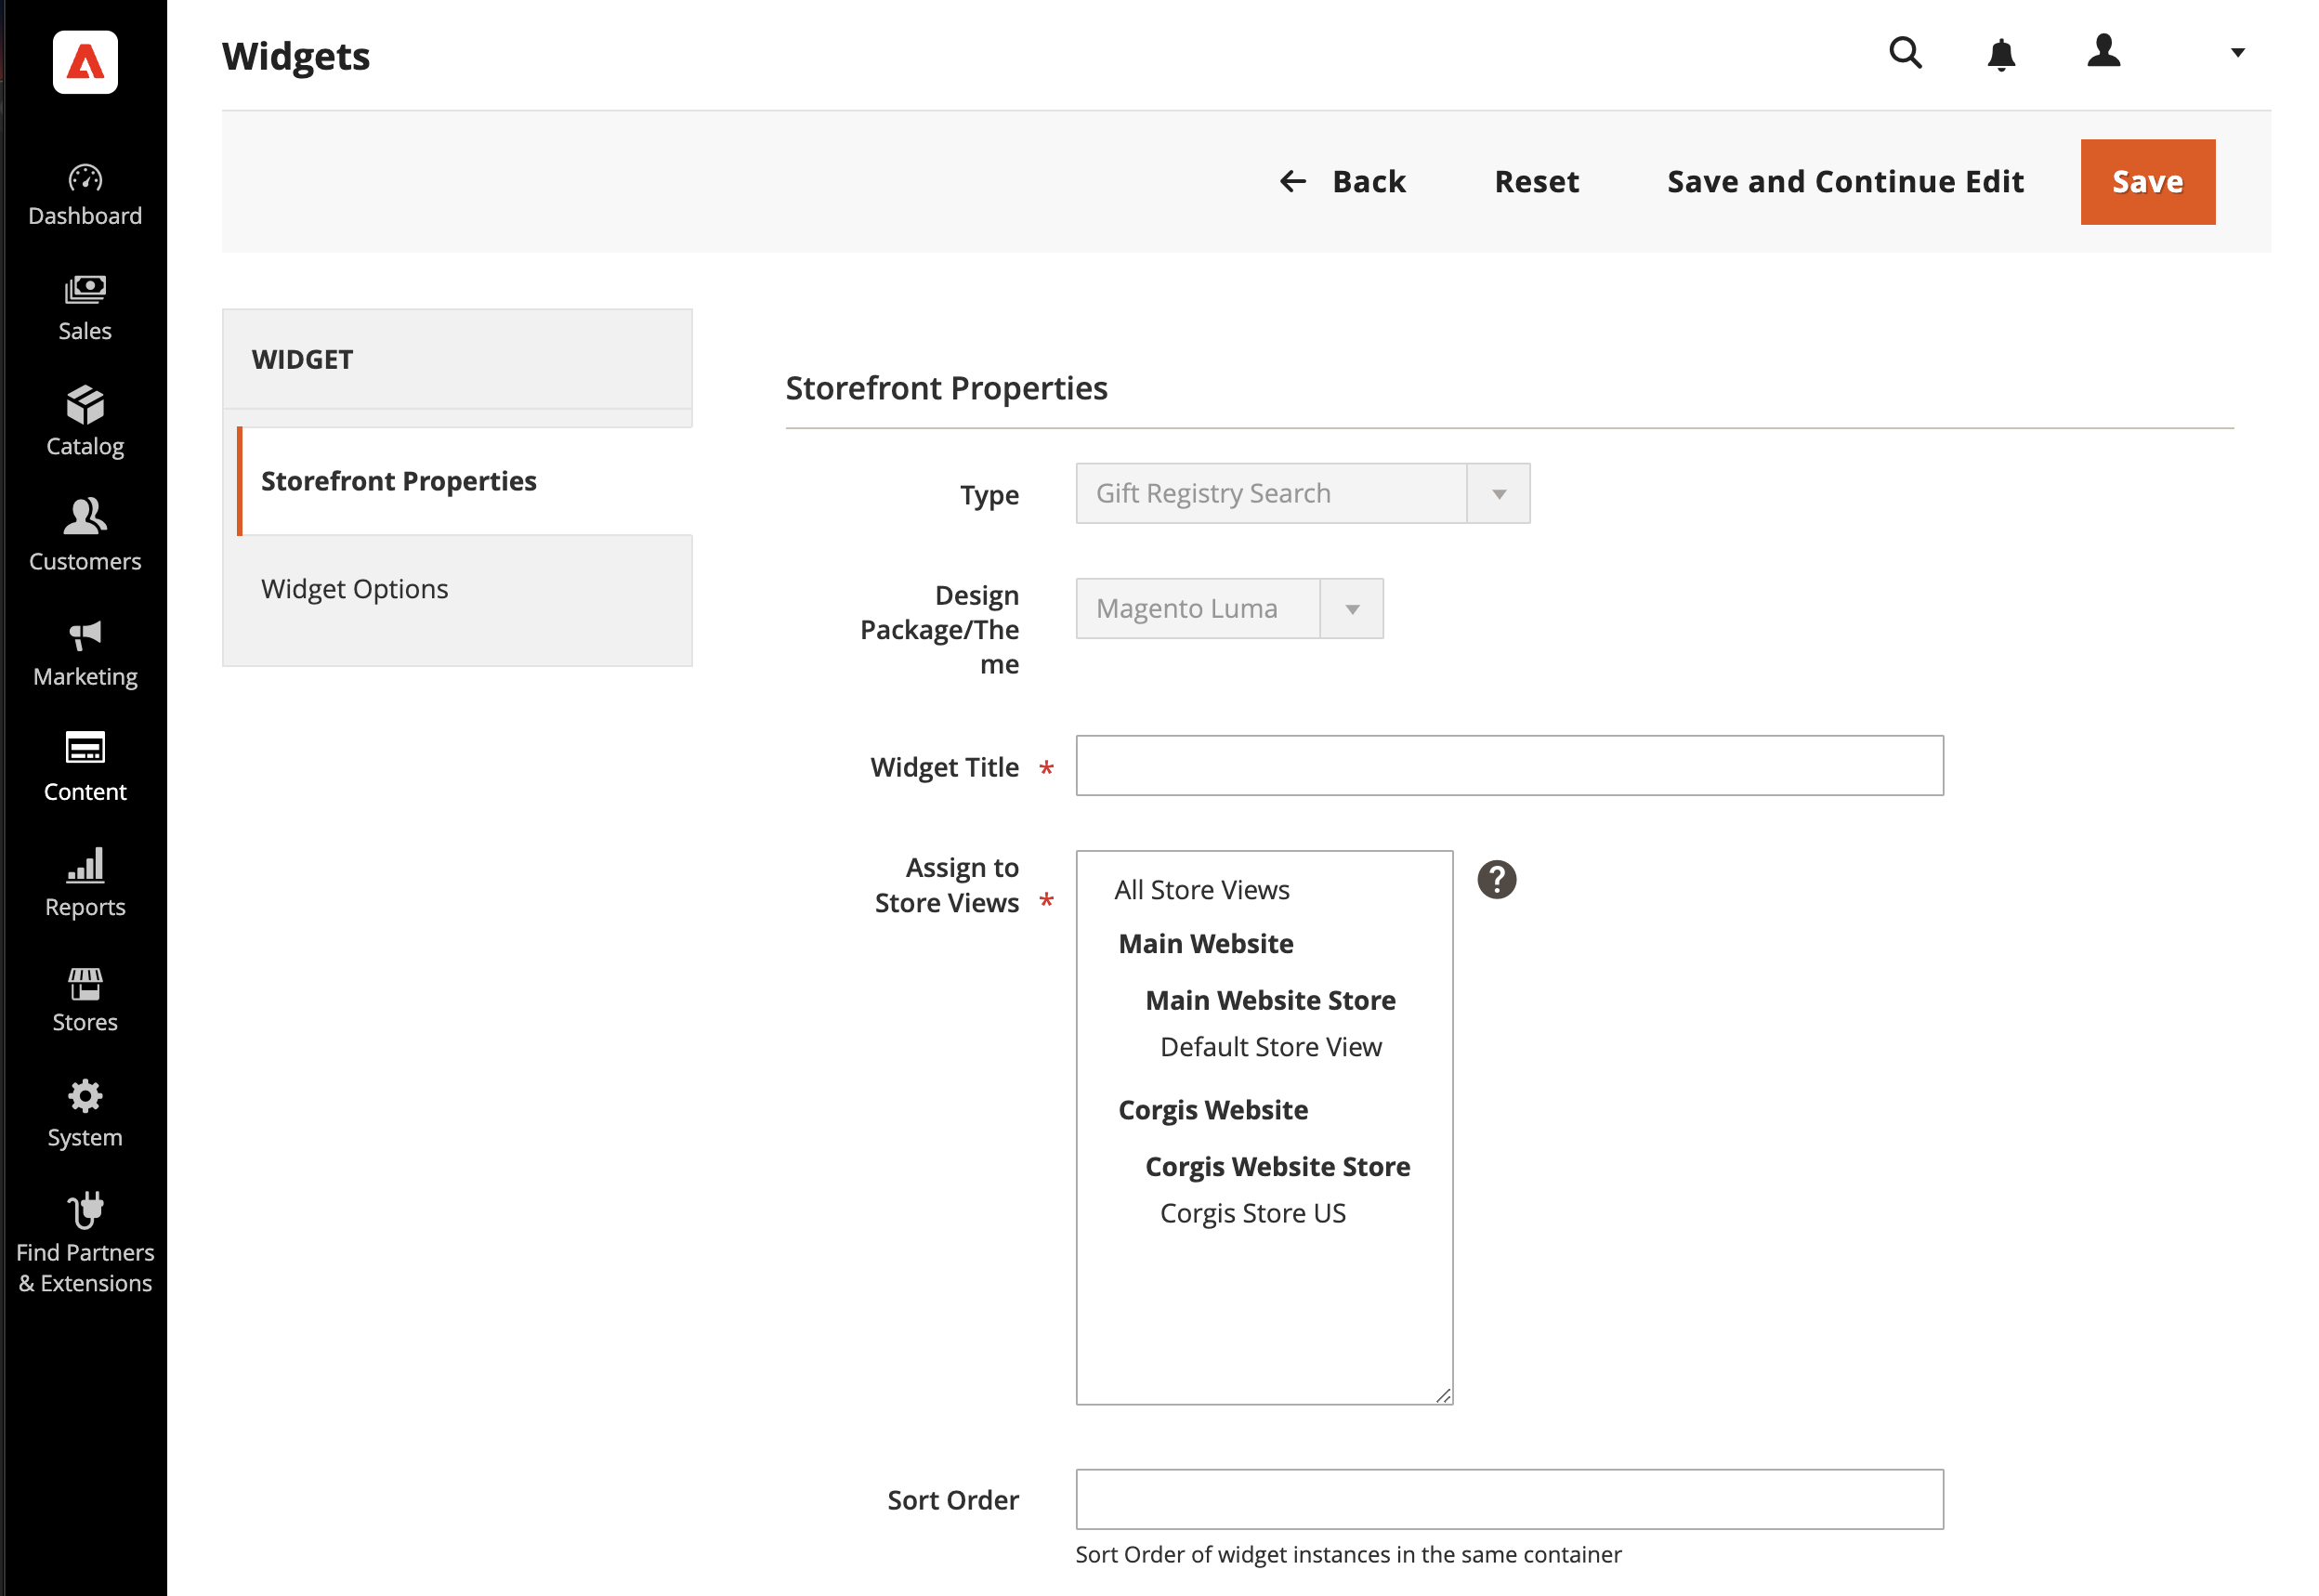 Widgets
Dashboard
Sales
Catalog
Customers
Marketing
Content
Reports
Stores
System
Find Partners
& Extensions
Back
Reset
Save and Continue Edit
Save
WIDGET
Storefront Properties
Widget Options
Storefront Properties
Type
Gift Registry Search
Design
Package/The
me
Magento Luma
Widget Title *
Assign to
Store Views *
All Store Views
Main Website
Main Website Store
Default Store View
Corgis Website
Corgis Website Store
Corgis Store US
?
Sort Order
Sort Order of widget instances in the same container